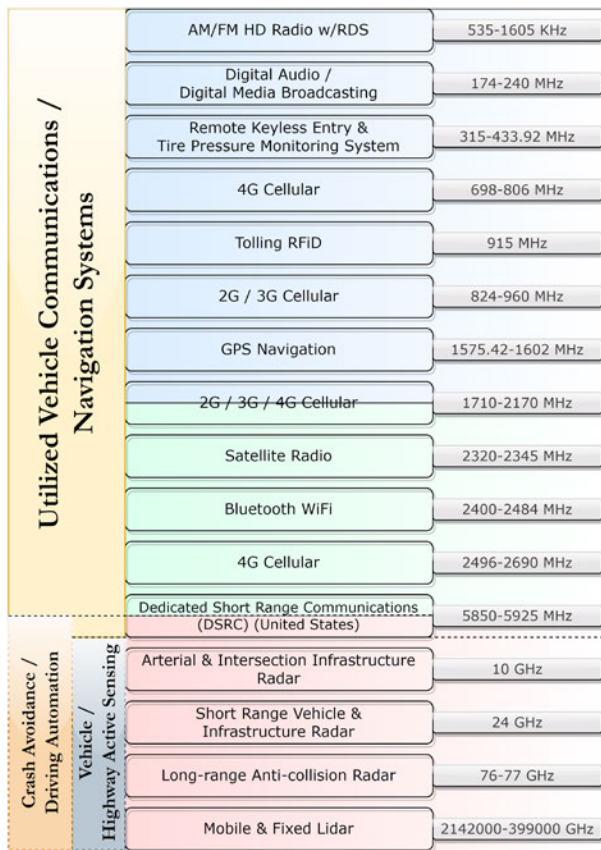 Utilized Vehicle Communications /
Navigation Systems
AM/FM HD Radio w/RDS
535-1605 KHz
Digital Audio /
Digital Media Broadcasting
174-240 MHz
Remote Keyless Entry &
Tire Pressure Monitoring System
315-433.92 MHz
4G Cellular
698-806 MHz
Tolling RFiD
915 MHz
2G / 3G Cellular
824-960 MHz
GPS Navigation
1575.42-1602 MHz
2G / 3G / 4G Cellular
1710-2170 MHz
Satellite Radio
2320-2345 MHz
Bluetooth WiFi
2400-2484 MHz
4G Cellular
2496-2690 MHz
Dedicated Short Range Communications
(DSRC) (United States)
5850-5925 MHz
Crash Avoidance /
Driving Automation
Vehicle /
Highway Active Sensing
Arterial & Intersection Infrastructure
Radar
10 GHz
Short Range Vehicle &
Infrastructure Radar
24 GHz
Long-range Anti-collision Radar
76-77 GHz
Mobile & Fixed Lidar
2142000-399000 GHz